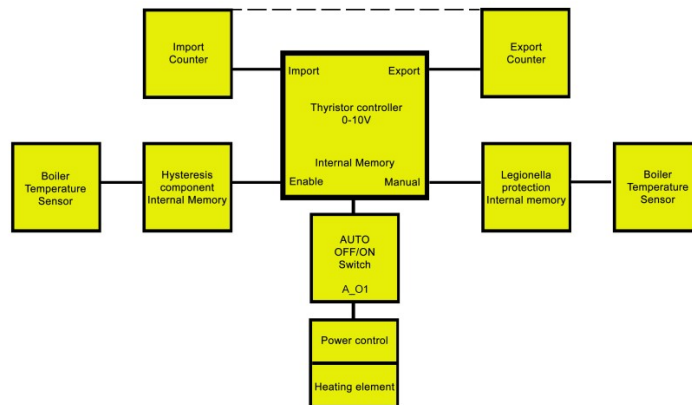 Import
Counter
Export
Counter
Import
Export
Thyristor controller
0-10V
Internal Memory
Enable
Manual
Boiler
Temperature
Sensor
Hysteresis
component
Internal Memory
Legionella
protection
Internal memory
Boiler
Temperature
Sensor
AUTO
OFF/ON
Switch
A_O1
Power control
Heating element